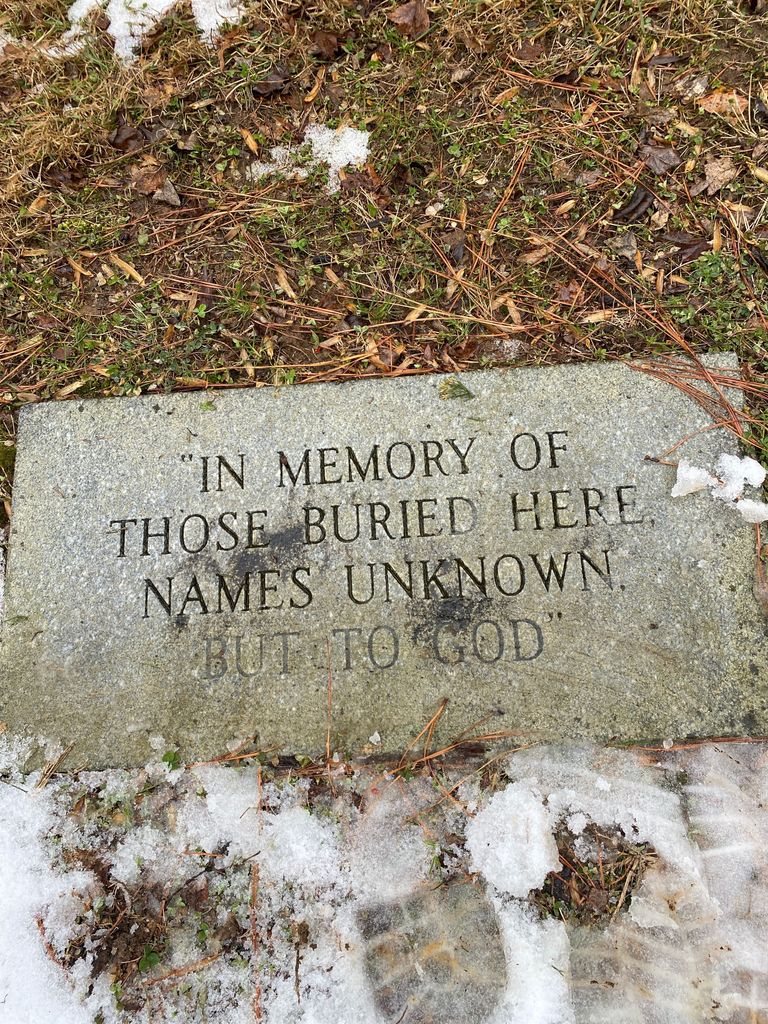 "IN MEMORY OF
THOSE BURIED HERE,
NAMES UNKNOWN.
BUT TO GOD"